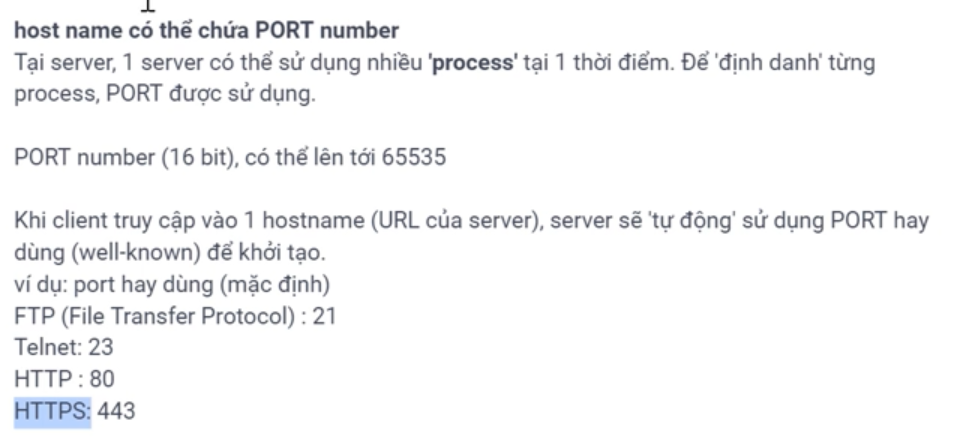 host name có thể chứa PORT number
Tại server, 1 server có thể sử dụng nhiều 'process' tại 1 thời điểm. Để 'định danh' từng
process, PORT được sử dụng.
PORT number (16 bit), có thể lên tới 65535
Khi client truy cập vào 1 hostname (URL của server), server sẽ 'tự động' sử dụng PORT hay
dùng (well-known) để khởi tạo.
ví dụ: port hay dùng (mặc định)
FTP (File Transfer Protocol) : 21
Telnet: 23
HTTP : 80
HTTPS: 443